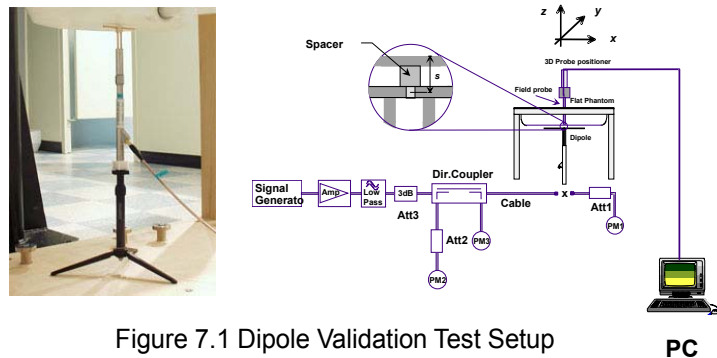 z
y
x
3D Probe positioner
Spacer
s
Field probe
Flat Phantom
Dipole
Dir.Coupler
Signal
Generato
Amp
Low
Pass
3dB
Att3
Cable
x
Att1
Att2
PM3
PM1
PM2
Figure 7.1 Dipole Validation Test Setup
PC